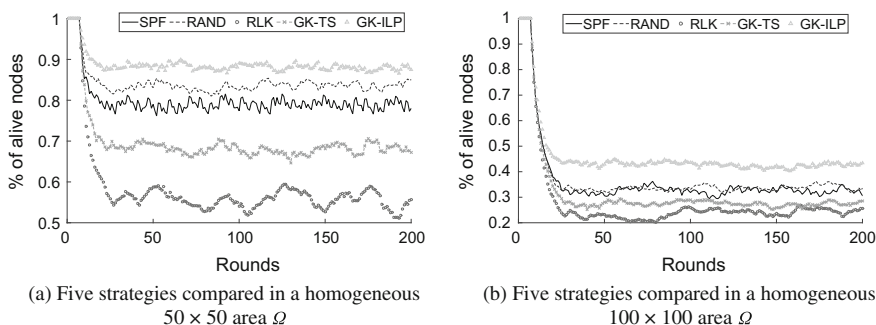 SPF RAND RLK GK-TS GK-ILP
% of alive nodes
1
0.9
0.8
0.7
0.6
0.5
0 50 100 150 200
Rounds
(a) Five strategies compared in a homogeneous
50 × 50 area Ω
SPF RAND RLK GK-TS GK-ILP
% of alive nodes
1
0.9
0.8
0.7
0.6
0.5
0.4
0.3
0.2
0 50 100 150 200
Rounds
(b) Five strategies compared in a homogeneous
100 × 100 area Ω